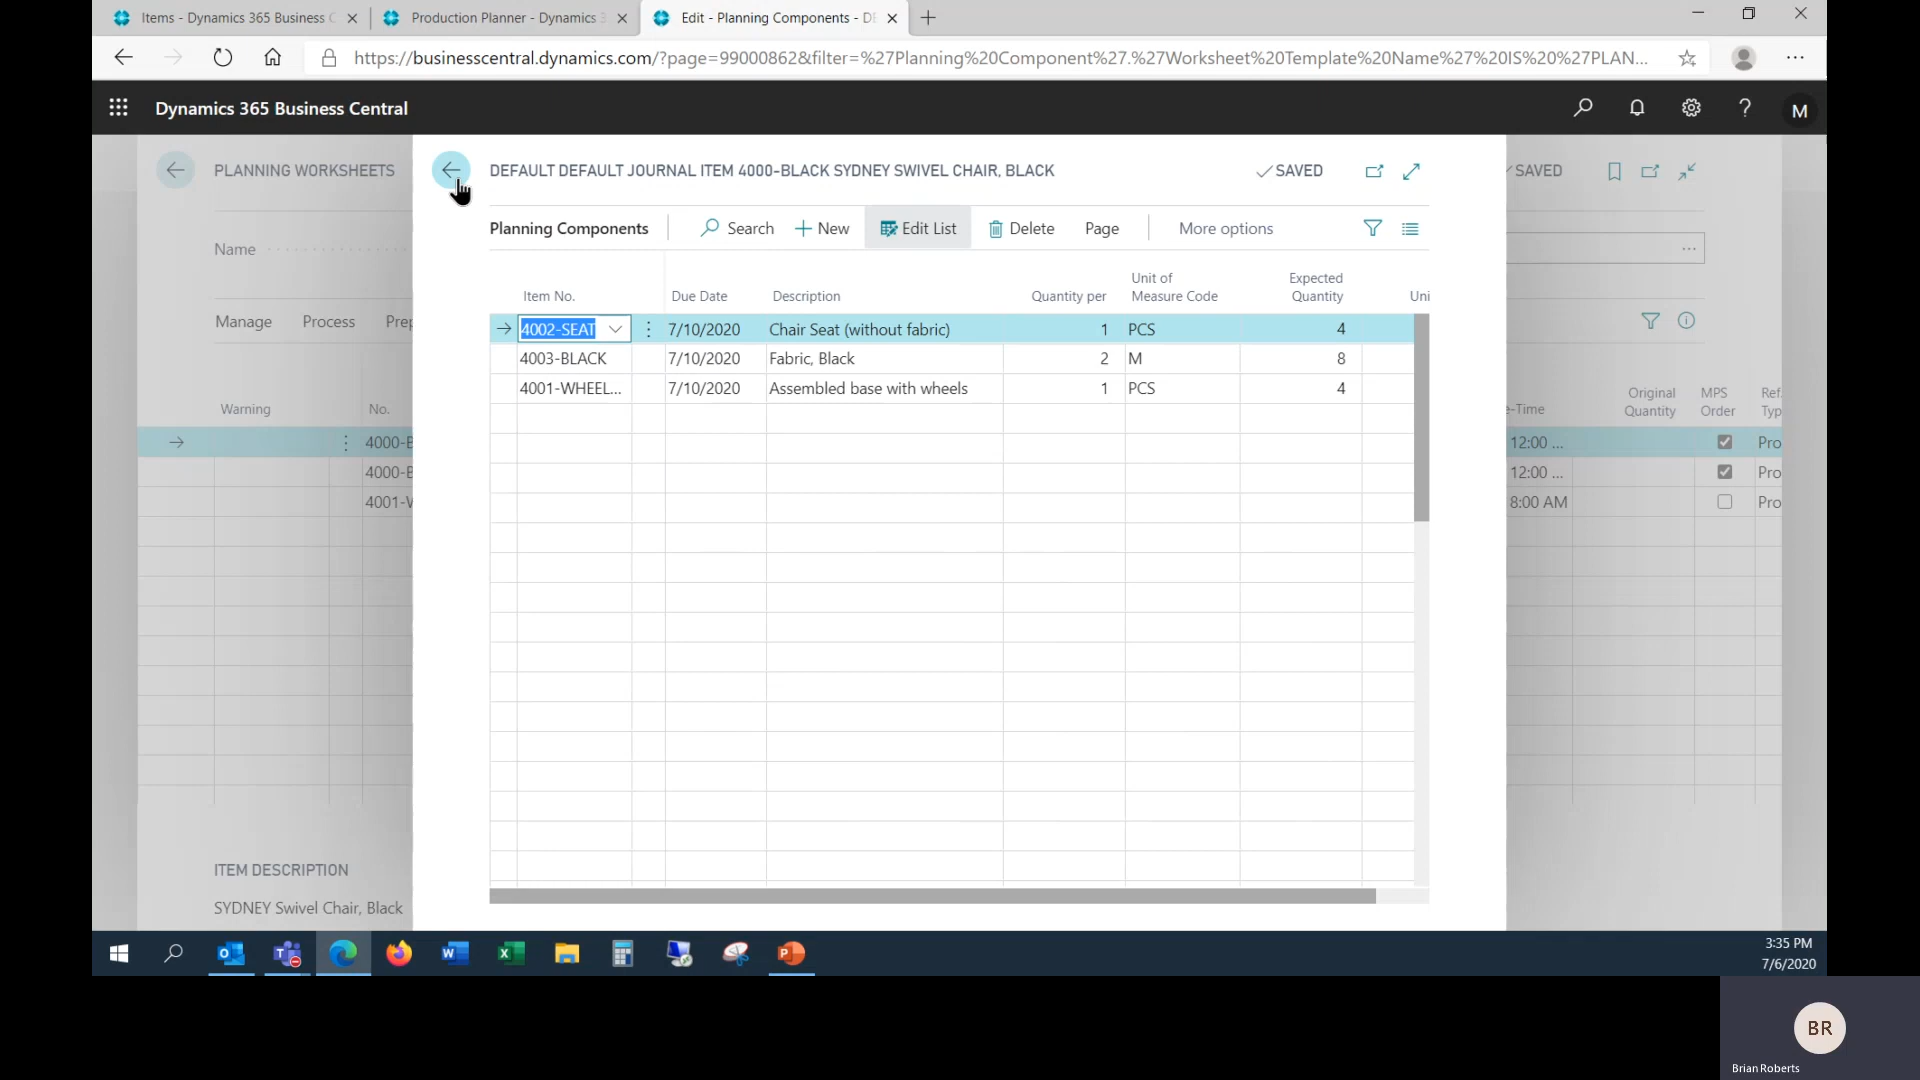 Items - Dynamics 365 Business C
Production Planner - Dynamics 3
Edit - Planning Components - DE
https://businesscentral.dynamics.com/?page=99000862&filter=%27Planning%20Component%27.%27Worksheet%20Template%20Name%27%20IS%20%27PLAN...
Dynamics 365 Business Central
M
PLANNING WORKSHEETS
DEFAULT DEFAULT JOURNAL ITEM 4000-BLACK SYDNEY SWIVEL CHAIR, BLACK
SAVED
SAVED
Planning Components
Search
New
Edit List
Delete
Page
More options
Name
Manage Process Prep
Item No. Due Date Description Quantity per Unit of Measure Code Expected Quantity Uni
4002-SEAT 7/10/2020 Chair Seat (without fabric) 1 PCS 4
4003-BLACK 7/10/2020 Fabric, Black 2 M 8
4001-WHEEL... 7/10/2020 Assembled base with wheels 1 PCS 4
Warning No.
4000-B
4000-B
4001-W
e-Time Original Quantity MPS Order Ref. Typ
12:00 ... Pro
12:00 ... Pro
8:00 AM Pro
ITEM DESCRIPTION
SYDNEY Swivel Chair, Black
3:35 PM
7/6/2020
BR
Brian Roberts